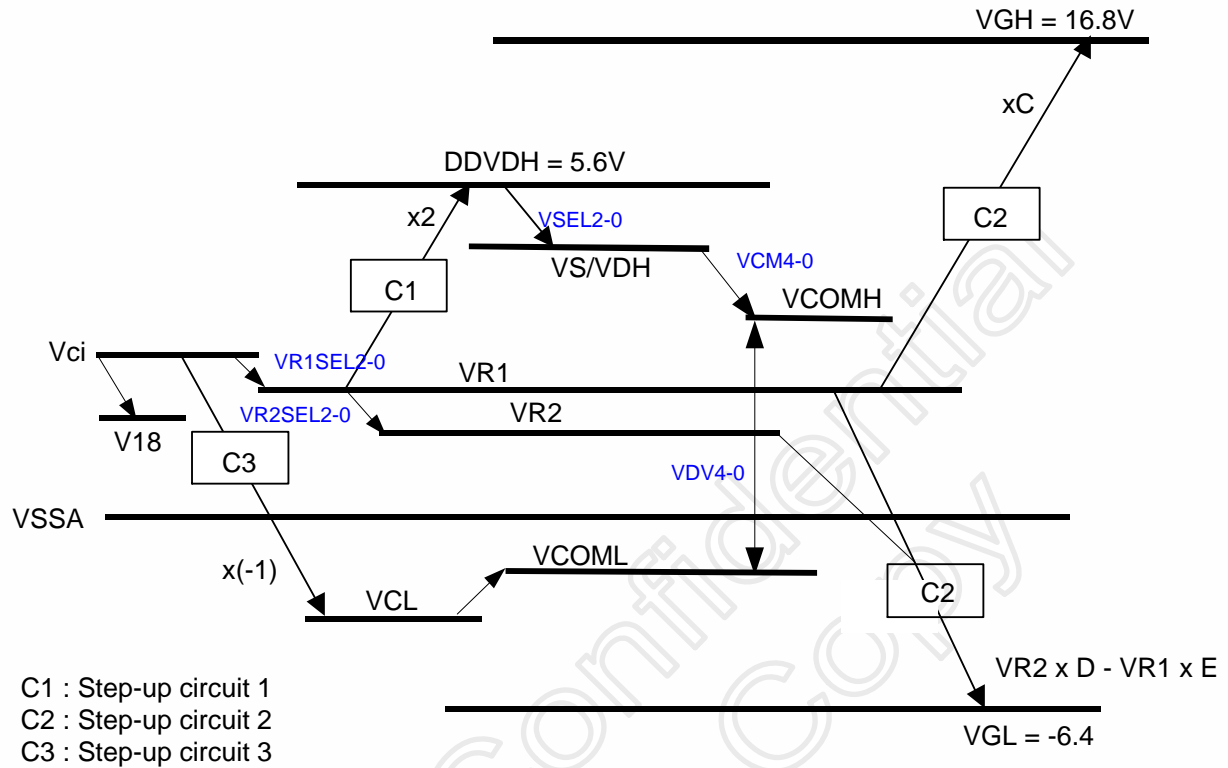 VGH = 16.8V
xC
DDVDH = 5.6V
C2
x2
VSEL2-0
VS/VDH
VCM4-0
C1
VCOMH
Vci
VR1SEL2-0
VR1
VR2SEL2-0
VR2
V18
C3
VDV4-0
VSSA
VCOML
x(-1)
VCL
C2
VR2 x D - VR1 x E
C1 : Step-up circuit 1
C2 : Step-up circuit 2
C3 : Step-up circuit 3
VGL = -6.4
Confidential
Copy